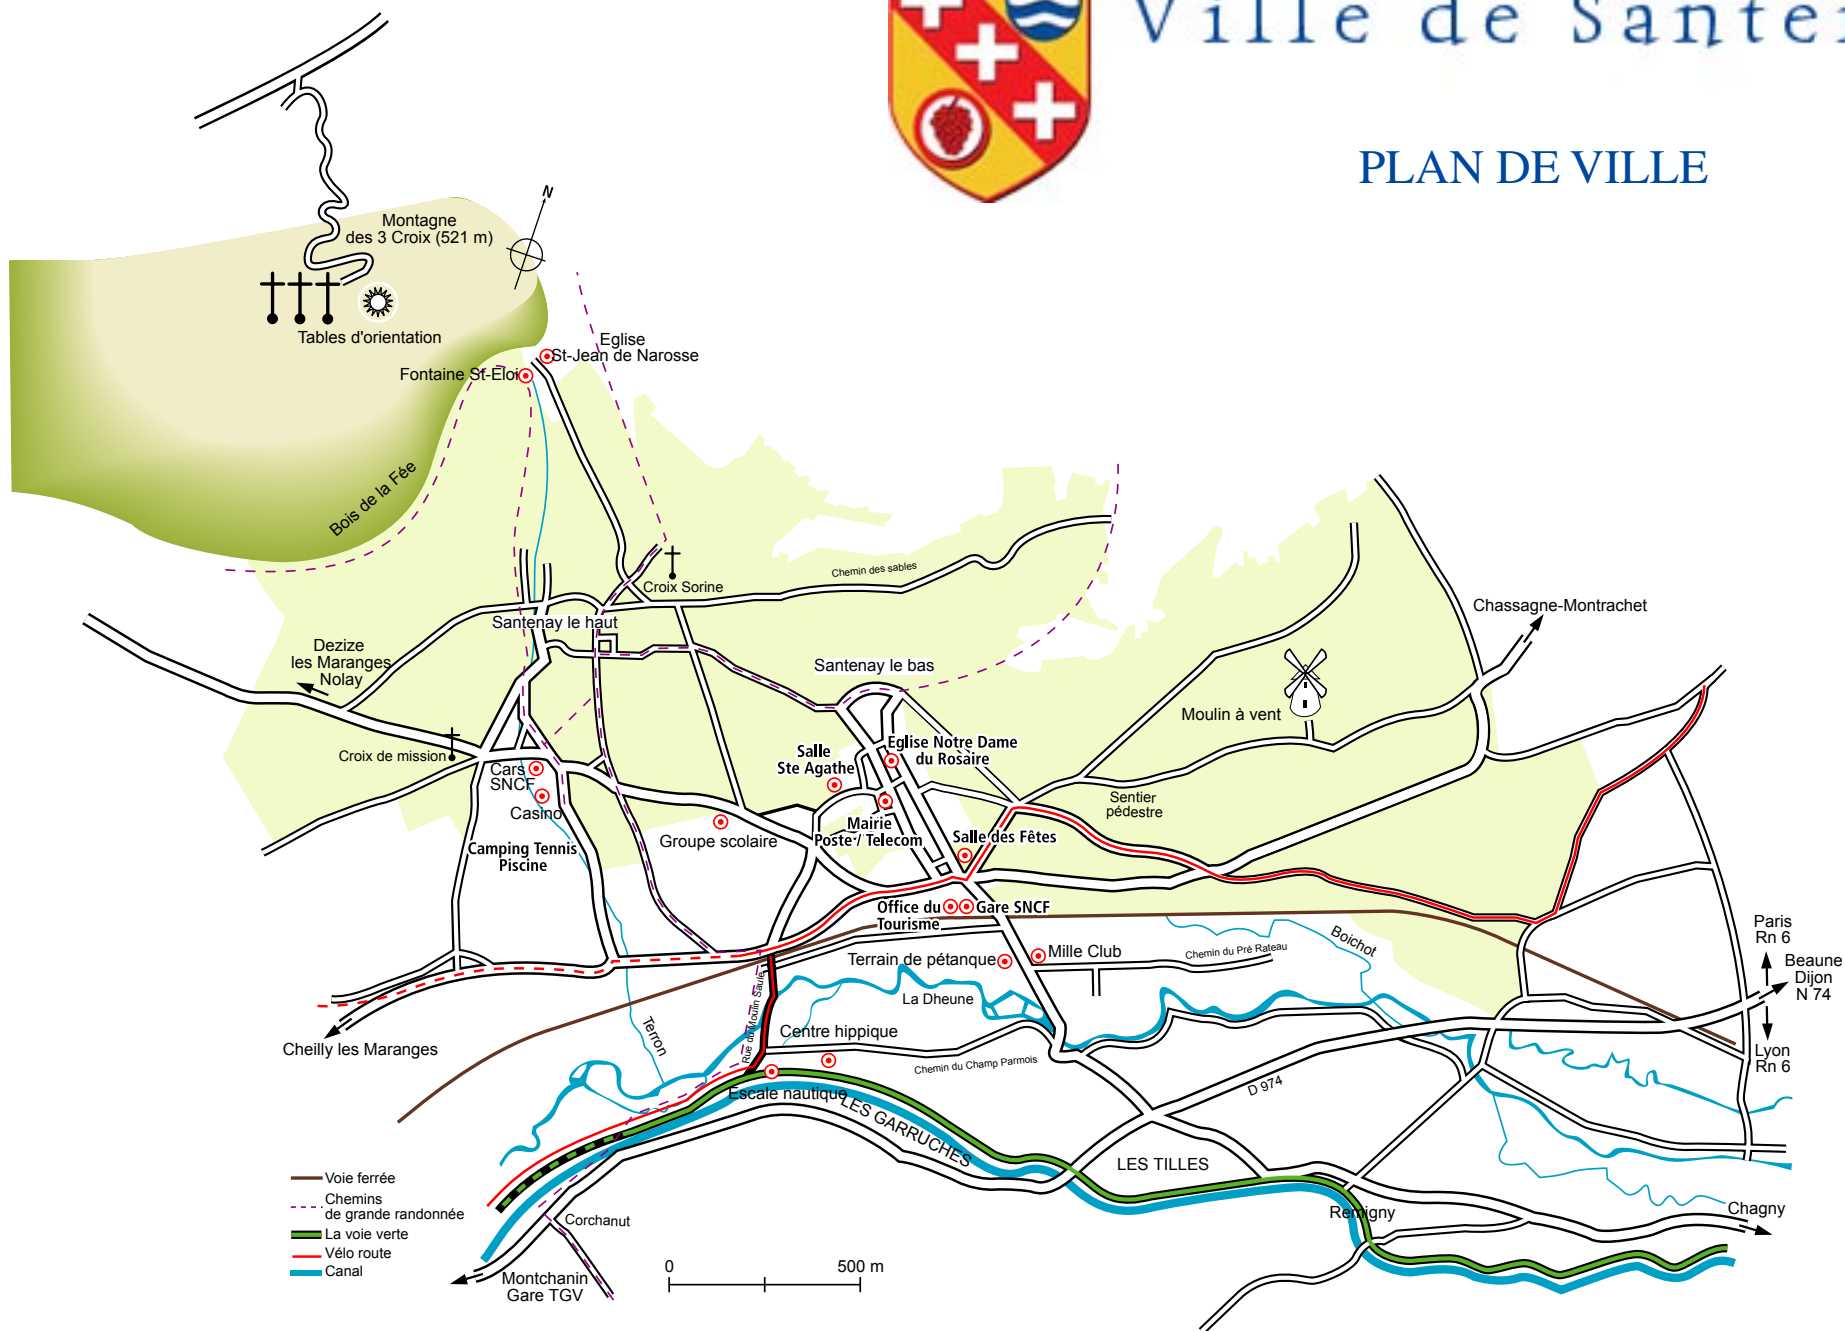 Ville de Santen
PLAN DE VILLE
N
Montagne
des 3 Croix (521 m)
Tables d'orientation
Eglise
St-Jean de Narosse
Fontaine St-Eloi
Bois de la Fée
Croix Sorine
Chemin des sables
Santenay le haut
Chassagne-Montrachet
Dezize
les Maranges
Nolay
Santenay le bas
Moulin à vent
Croix de mission
Cars
SNCF
Casino
Salle
Ste Agathe
Eglise Notre Dame
du Rosaire
Sentier
pédestre
Camping Tennis
Piscine
Groupe scolaire
Mairie
Poste / Telecom
Salle des Fêtes
Office du
Tourisme
Gare SNCF
Mille Club
Terrain de pétanque
Chemin du Pré Rateau
Boichot
Paris
Rn 6
Beaune
Dijon
N 74
Lyon
Rn 6
La Dheune
Rue du Moulin Saule
Terron
Cheilly les Maranges
Centre hippique
Chemin du Champ Parmois
D 974
Escale nautique
LES GARRUCHES
LES TILLES
Remigny
Chagny
Voie ferrée
Chemins
de grande randonnée
La voie verte
Vélo route
Canal
Corchanut
Montchanin
Gare TGV
0 500 m